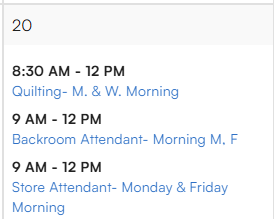 20
8:30 AM - 12 PM
Quilting- M. & W. Morning
9 AM - 12 PM
Backroom Attendant- Morning M, F
9 AM - 12 PM
Store Attendant- Monday & Friday
Morning